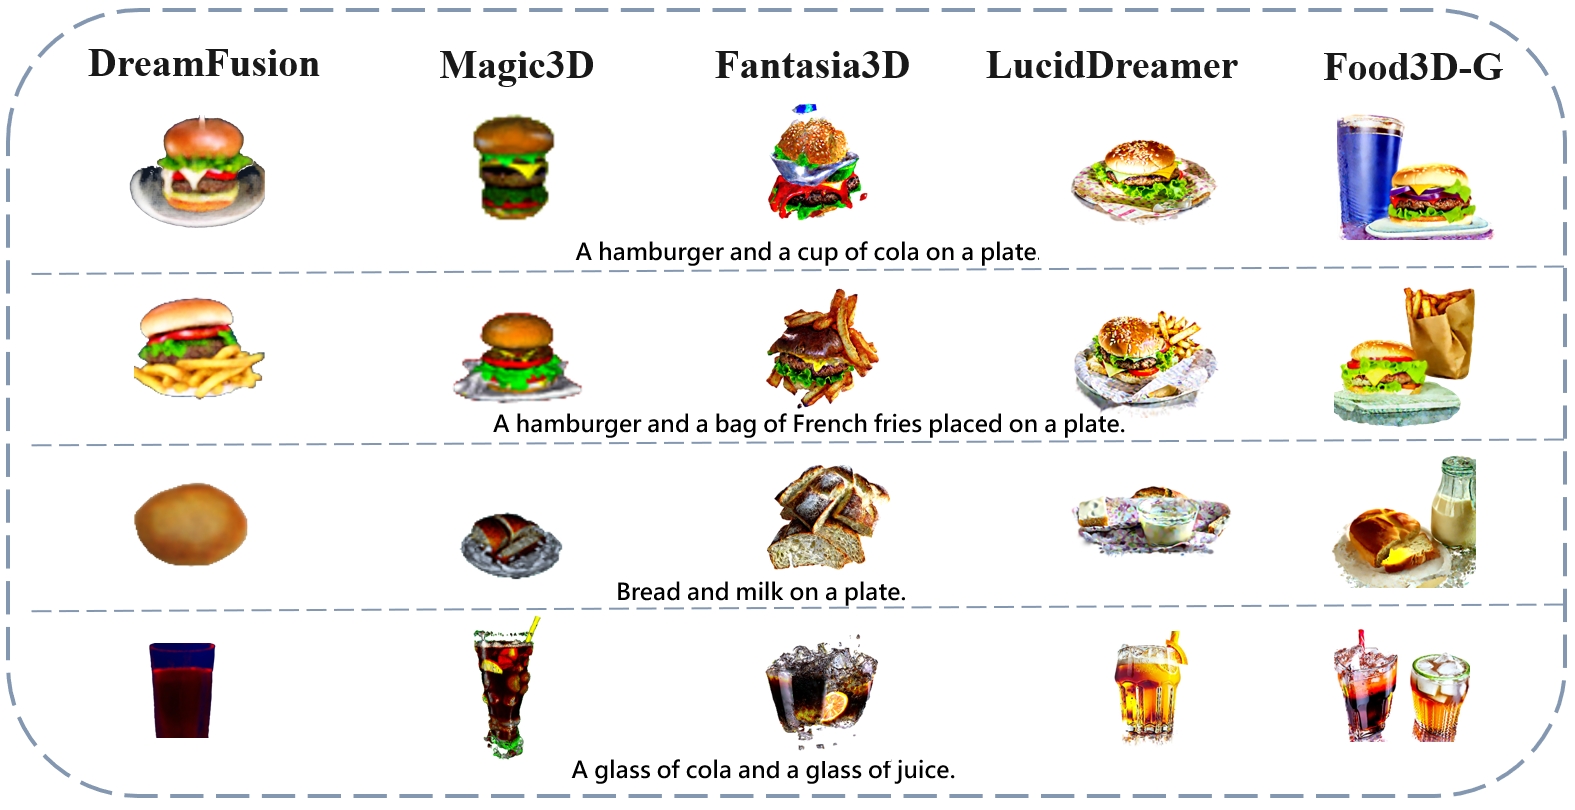 DreamFusion Magic3D Fantasia3D LucidDreamer Food3D-G
A hamburger and a cup of cola on a plate.
A hamburger and a bag of French fries placed on a plate.
Bread and milk on a plate.
A glass of cola and a glass of juice.